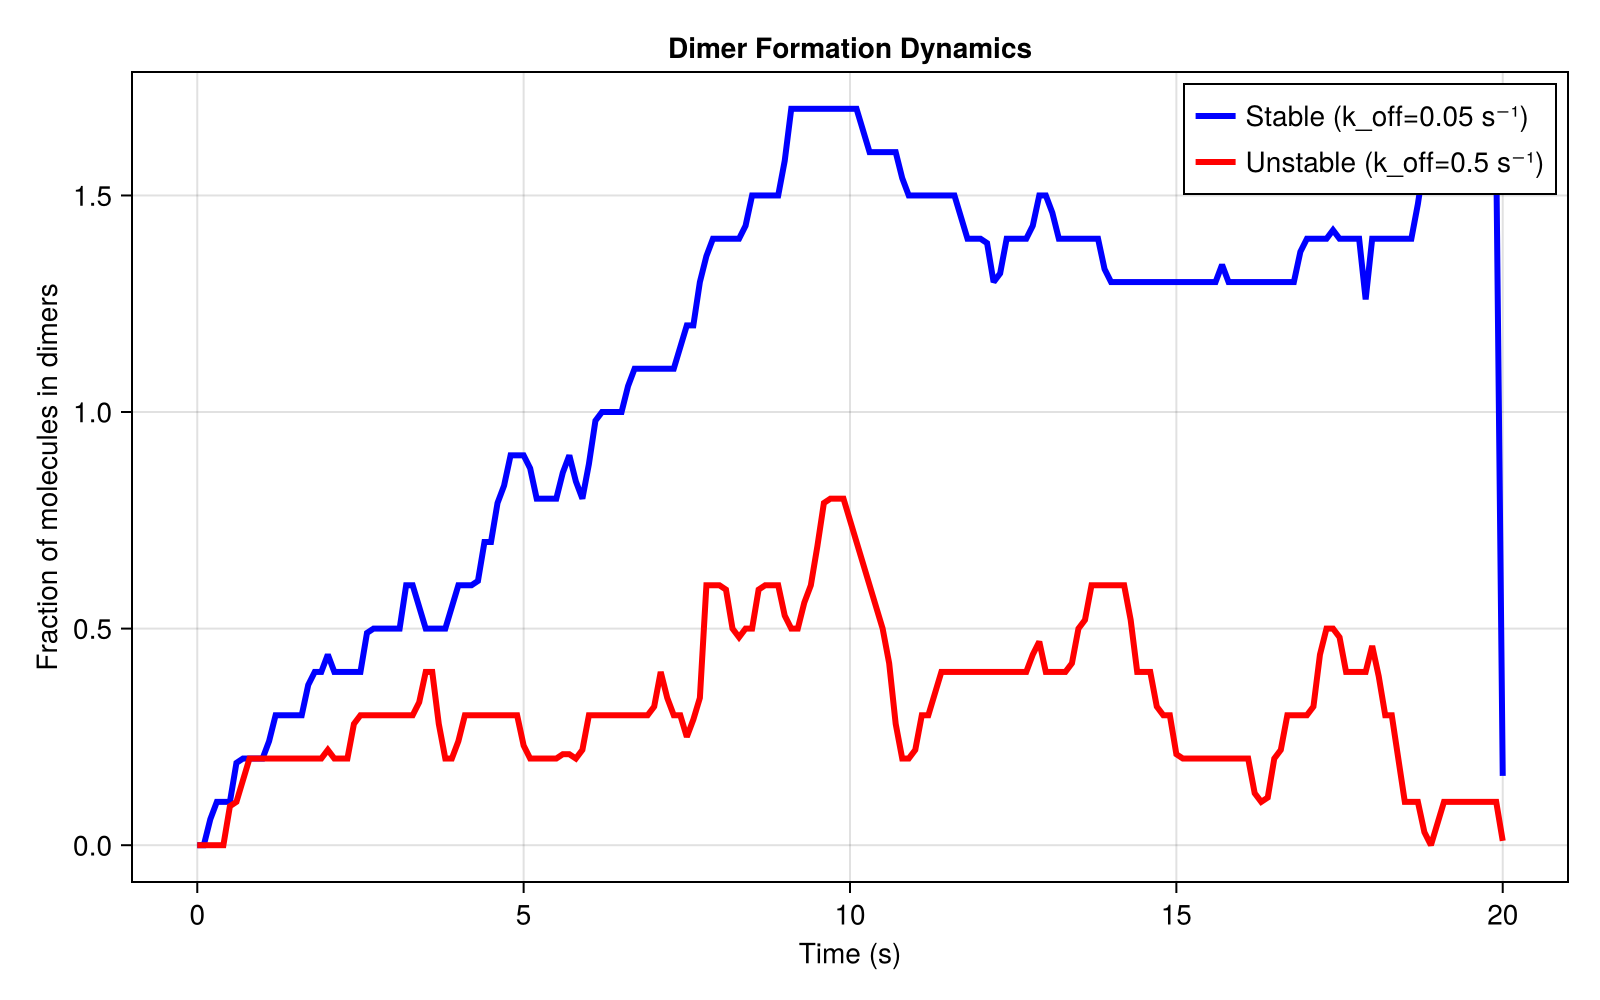 Dimer Formation Dynamics
Stable (k_off=0.05 s⁻¹)
Unstable (k_off=0.5 s⁻¹)
Fraction of molecules in dimers
1.5
1.0
0.5
0.0
0 5 10 15 20
Time (s)